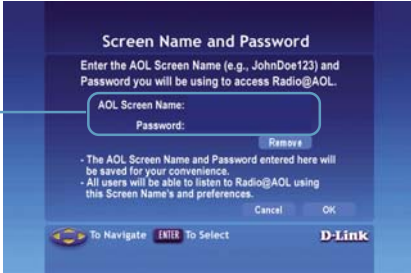 Screen Name and Password
Enter the AOL Screen Name (e.g., JohnDoe123) and
Password you will be using to access Radio@AOL.
AOL Screen Name:
Password:
Remove
- The AOL Screen Name and Password entered here will
be saved for your convenience.
- All users will be able to listen to Radio@AOL using
this Screen Name's and preferences.
Cancel OK
To Navigate ENTER To Select D-Link